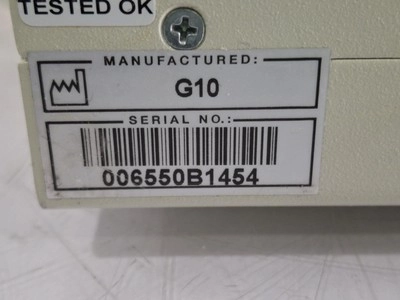 TESTED OK
MANUFACTURED:
G10
SERIAL NO.:
006550B1454